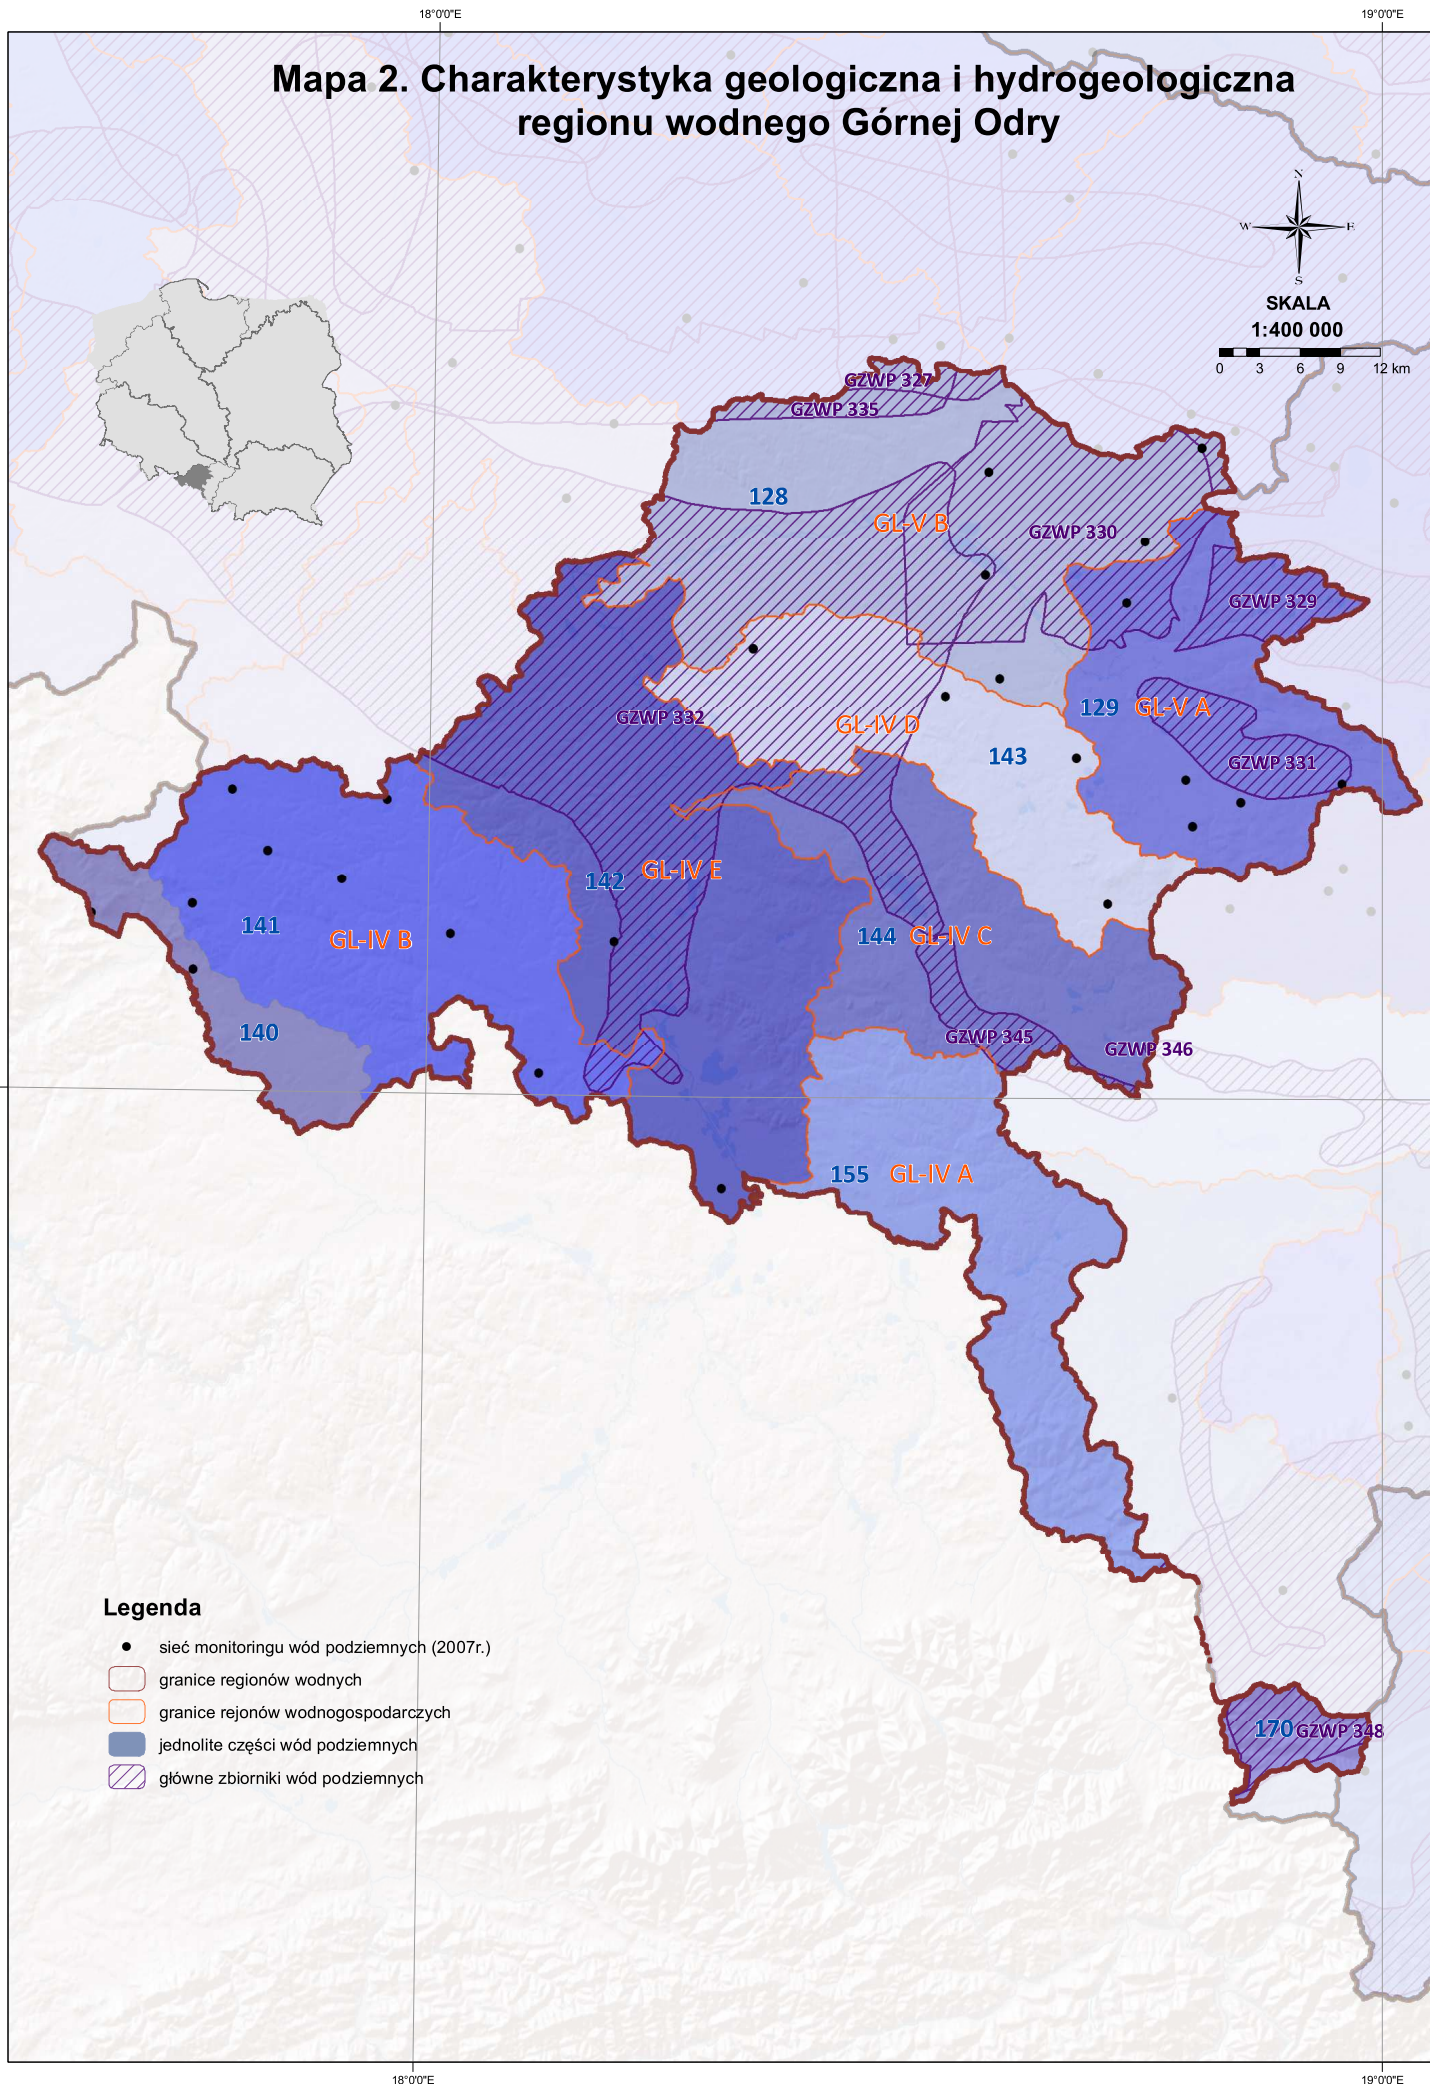 18°0'0"E
19°0'0"E
Mapa 2. Charakterystyka geologiczna i hydrogeologiczna
regionu wodnego Górnej Odry
N
W
E
S
SKALA
1:400 000
0 3 6 9 12 km
GZWP 327
GZWP 335
128
GL-V B
GZWP 330
GZWP 329
GZWP 332
GL-IV D
129
GL-V A
143
GZWP 331
GL-IV E
142
141
GL-IV B
144
GL-IV C
140
GZWP 345
GZWP 346
155
GL-IV A
170
GZWP 348
Legenda
sieć monitoringu wód podziemnych (2007r.)
granice regionów wodnych
granice rejonów wodnogospodarczych
jednolite części wód podziemnych
główne zbiorniki wód podziemnych
18°0'0"E
19°0'0"E